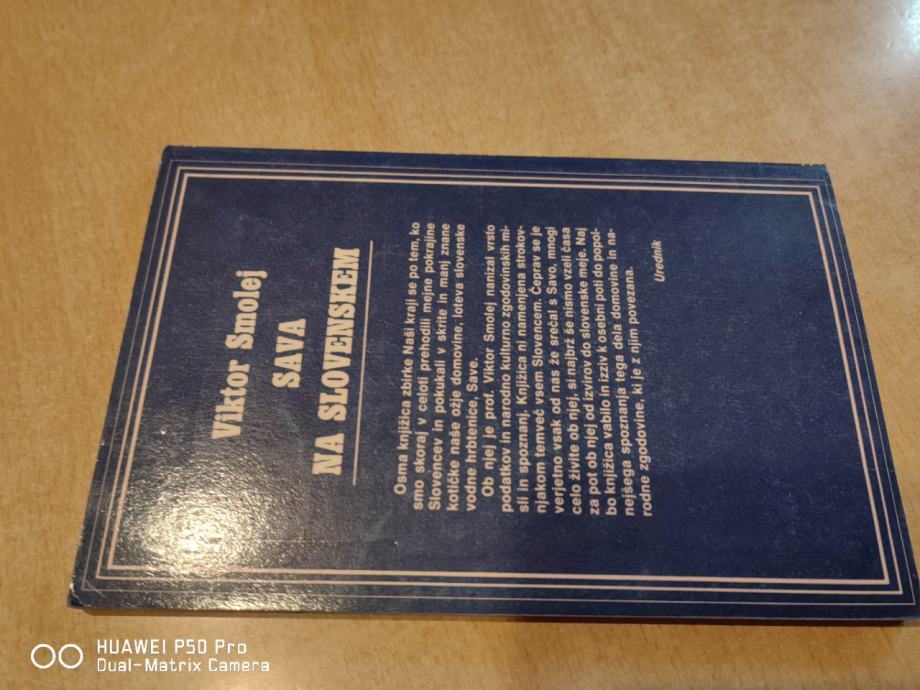 Viktor Smolej
SAVA
NA SLOVENSKEM
Osma knjižica zbirke Naši kraji se po tem, ko
smo skoraj v celoti prehodili mejne pokrajine
Slovencev in pokukali v skrite in manj znane
kotičke naše ožje domovine, loteva slovenske
vodne hrbtenice, Save.
Ob njej je prof. Viktor Smolej nanizal vrsto
podatkov in narodno kulturno zgodovinskih mi-
sli in spoznanj. Knjižica ni namenjena strokov-
njakom temveč vsem Slovencem. Čeprav se je
verjetno vsak od nas že srečal s Savo, mnogi
celo živite ob njej, si najbrž še nismo vzeli časa
za pot ob njej od izvirov do slovenske meje. Naj
bo knjižica vabilo in izziv k osebni poti do popol-
nejšega spoznanja tega dela domovine in na-
rodne zgodovine, ki je z njim povezana.
Urednik
HUAWEI P50 Pro
Dual-Matrix Camera